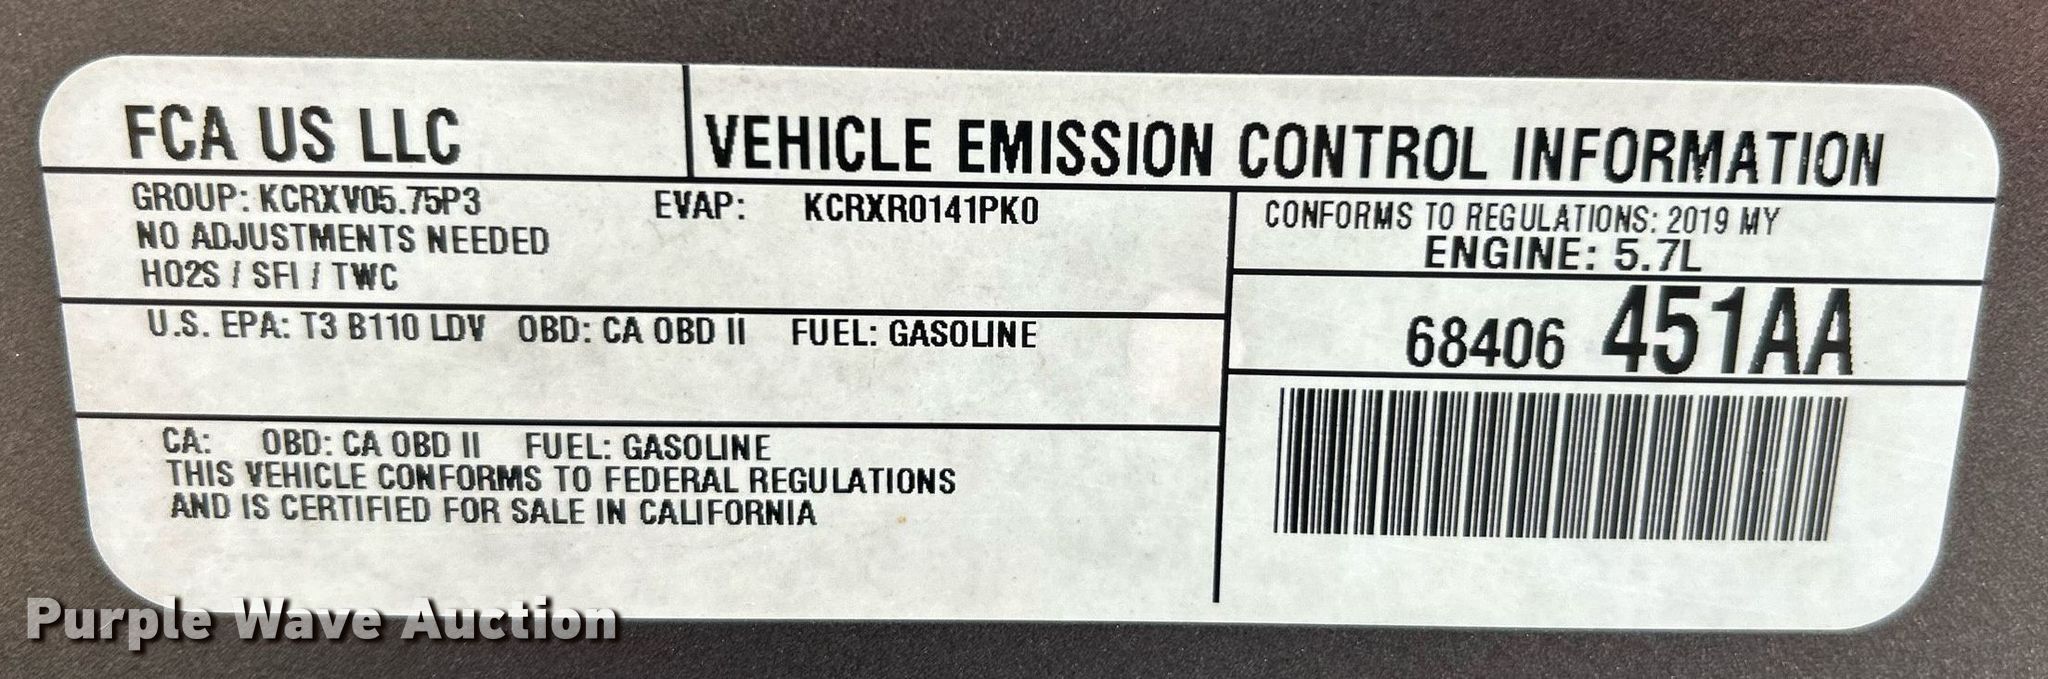 FCA US LLC
VEHICLE EMISSION CONTROL INFORMATION
GROUP: KCRXV05.75P3 EVAP: KCRXR0141PK0
NO ADJUSTMENTS NEEDED
HO2S / SFI / TWC
CONFORMS TO REGULATIONS: 2019 MY
ENGINE: 5.7L
U.S. EPA: T3 B110 LDV OBD: CA OBD II FUEL: GASOLINE
68406 451AA
CA: OBD: CA OBD II FUEL: GASOLINE
THIS VEHICLE CONFORMS TO FEDERAL REGULATIONS
AND IS CERTIFIED FOR SALE IN CALIFORNIA
Purple Wave Auction